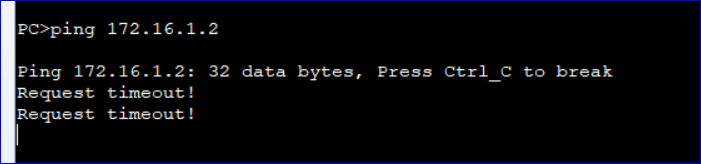 PC>ping 172.16.1.2
Ping 172.16.1.2: 32 data bytes, Press Ctrl_C to break
Request timeout!
Request timeout!